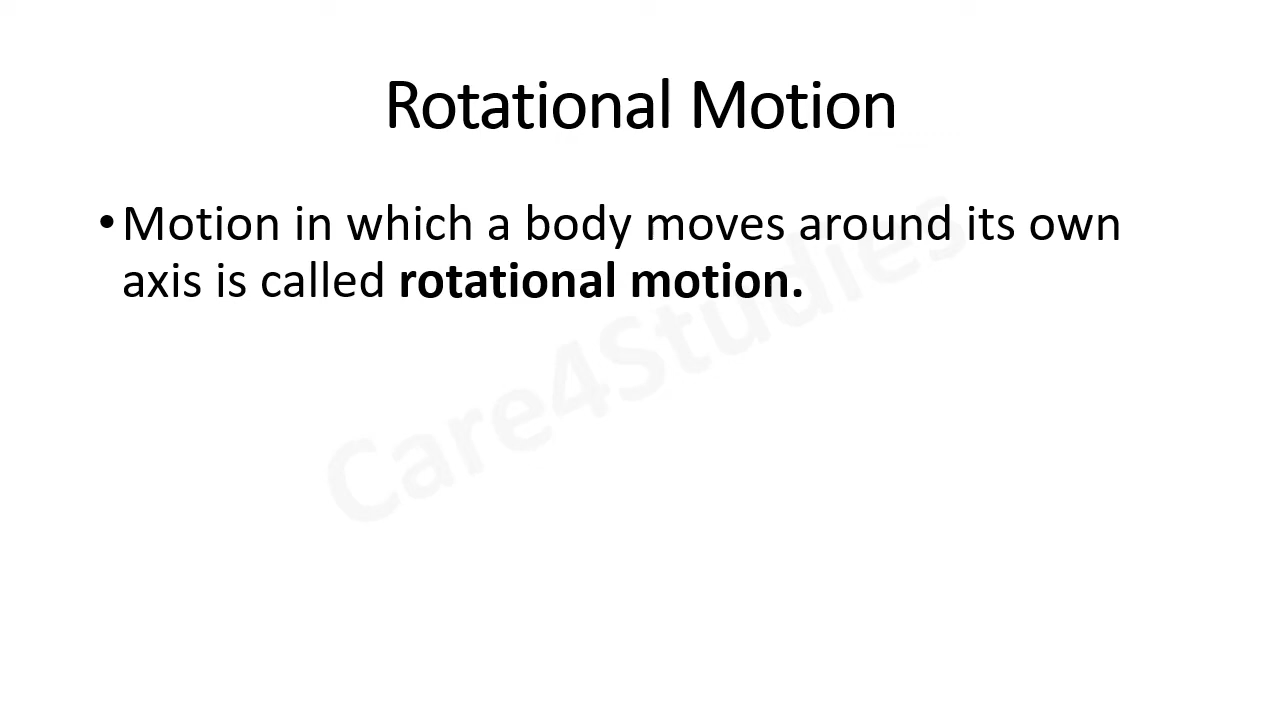 Rotational Motion
•Motion in which a body moves around its own
axis is called rotational motion.
Care4Studies